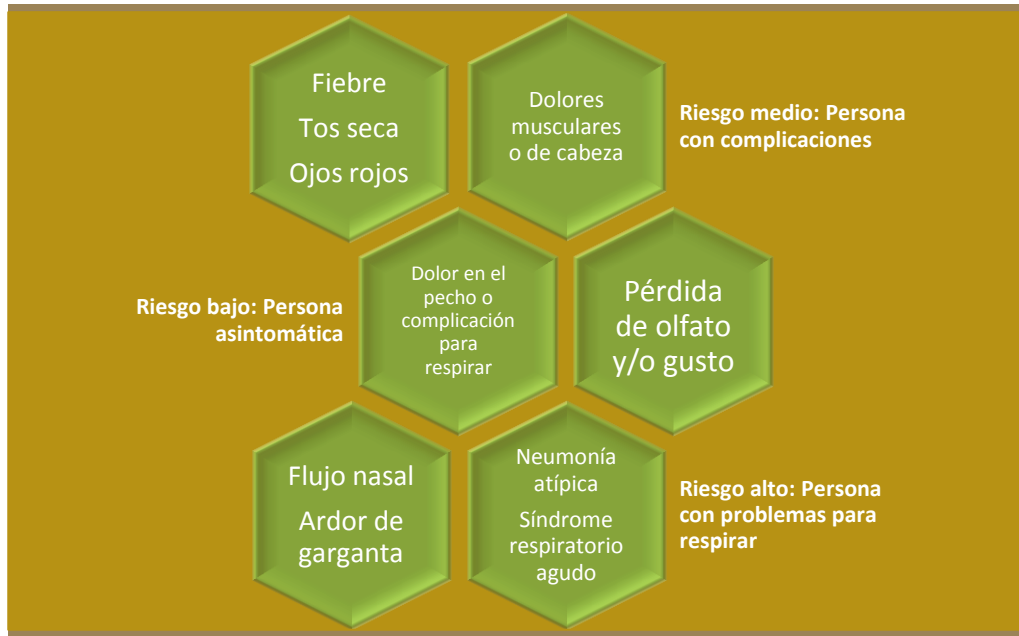 Fiebre
Tos seca
Ojos rojos
Dolores
musculares
o de cabeza
Riesgo medio: Persona
con complicaciones
Riesgo bajo: Persona
asintomática
Dolor en el
pecho o
complicación
para
respirar
Pérdida
de olfato
y/o gusto
Flujo nasal
Ardor de
garganta
Neumonía
atípica
Síndrome
respiratorio
agudo
Riesgo alto: Persona
con problemas para
respirar